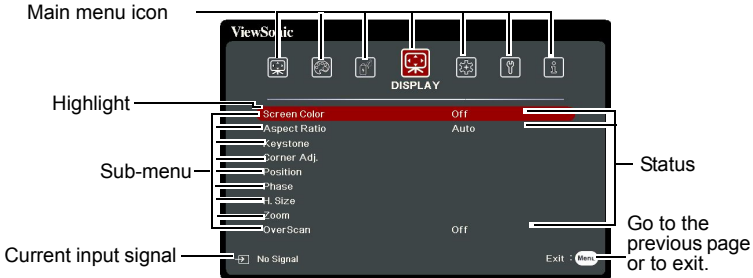 Main menu icon
ViewSonic
DISPLAY
Highlight
Screen Color Off
Aspect Ratio Auto
Keystone
Corner Adj.
Sub-menu
Position
Status
Phase
H. Size
Zoom
OverScan Off
Current input signal
No Signal
Exit : Menu
Go to the
previous page
or to exit.